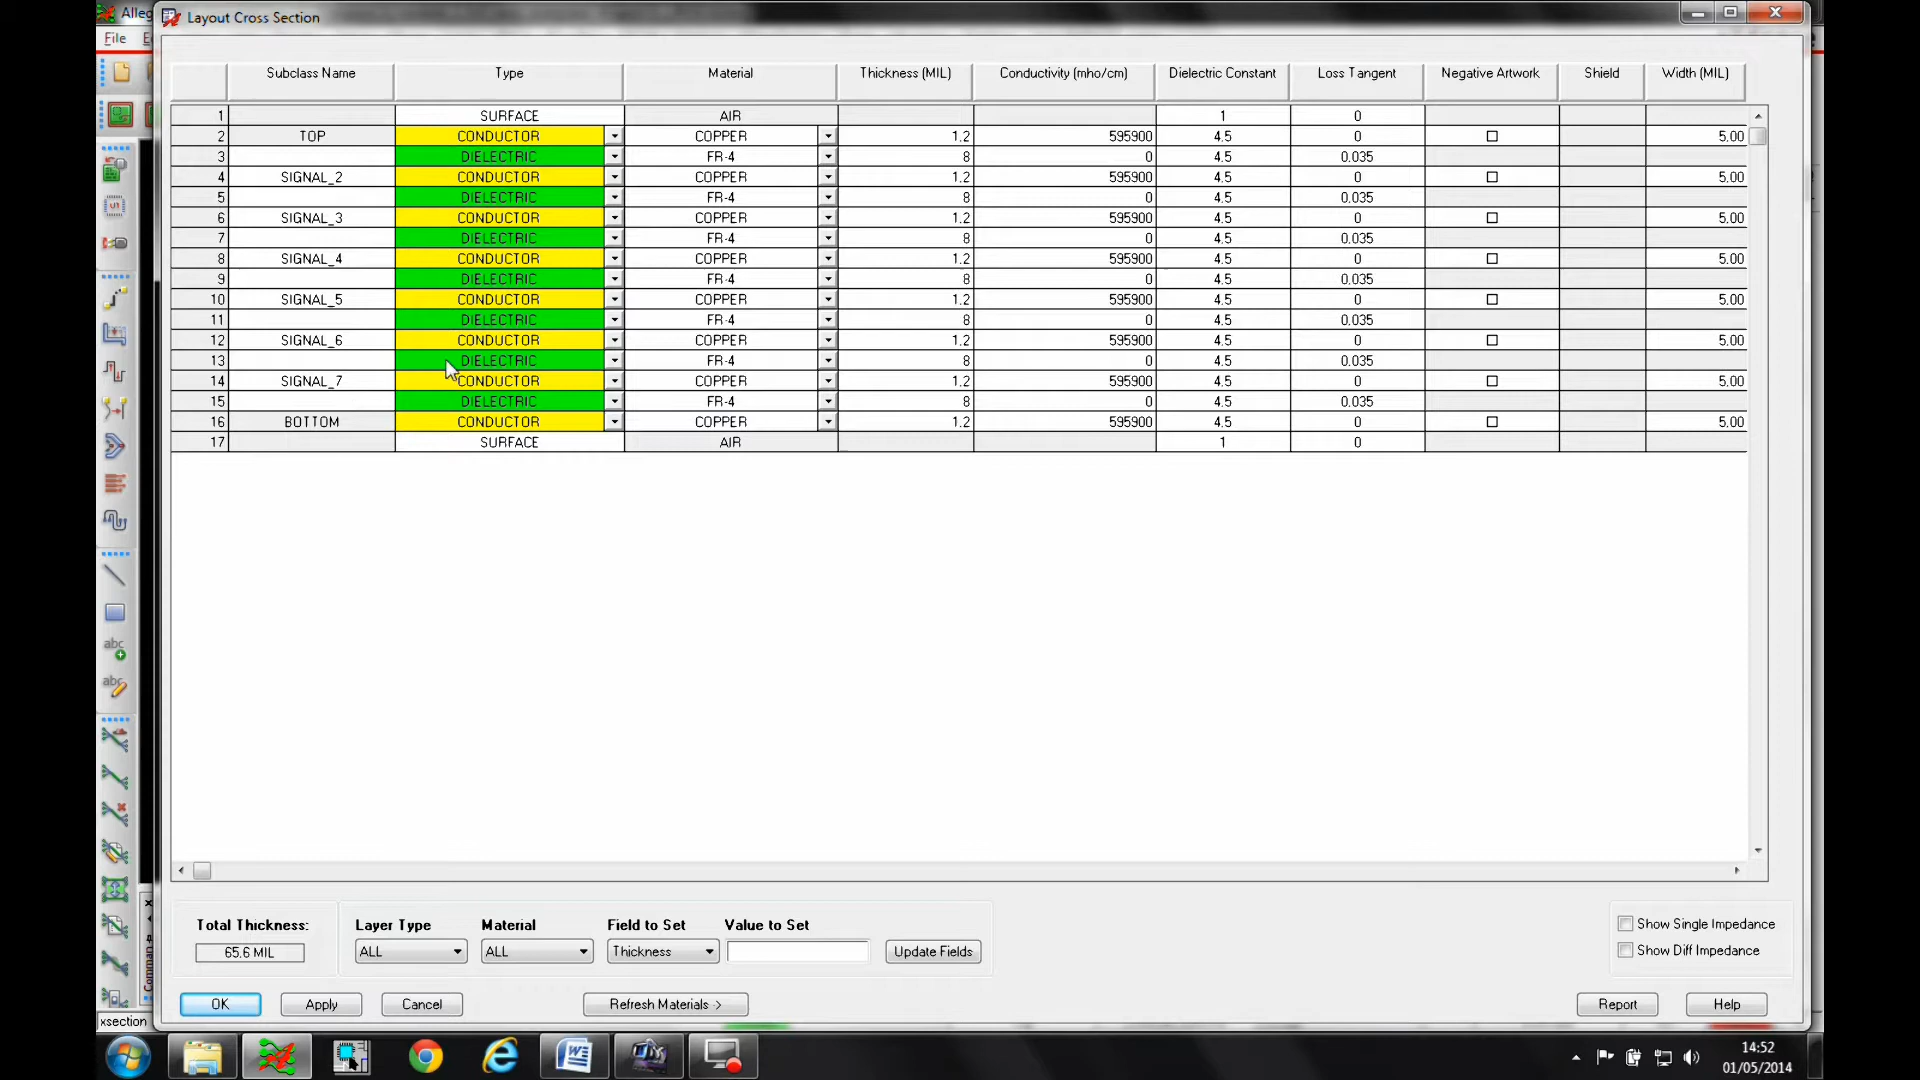 Alleg
Layout Cross Section
File
Subclass Name Type Material Thickness (MIL) Conductivity (mho/cm) Dielectric Constant Loss Tangent Negative Artwork Shield Width (MIL)
1 SURFACE AIR 1 0
2 TOP CONDUCTOR COPPER 1.2 595900 4.5 0 5.00
3 DIELECTRIC FR-4 8 0 4.5 0.035
4 SIGNAL_2 CONDUCTOR COPPER 1.2 595900 4.5 0 5.00
5 DIELECTRIC FR-4 8 0 4.5 0.035
6 SIGNAL_3 CONDUCTOR COPPER 1.2 595900 4.5 0 5.00
7 DIELECTRIC FR-4 8 0 4.5 0.035
8 SIGNAL_4 CONDUCTOR COPPER 1.2 595900 4.5 0 5.00
9 DIELECTRIC FR-4 8 0 4.5 0.035
10 SIGNAL_5 CONDUCTOR COPPER 1.2 595900 4.5 0 5.00
11 DIELECTRIC FR-4 8 0 4.5 0.035
12 SIGNAL_6 CONDUCTOR COPPER 1.2 595900 4.5 0 5.00
13 DIELECTRIC FR-4 8 0 4.5 0.035
14 SIGNAL_7 CONDUCTOR COPPER 1.2 595900 4.5 0 5.00
15 DIELECTRIC FR-4 8 0 4.5 0.035
16 BOTTOM CONDUCTOR COPPER 1.2 595900 4.5 0 5.00
17 SURFACE AIR 1 0
abc
abc
Total Thickness: Layer Type Material Field to Set Value to Set Show Single Impedance
65.6 MIL ALL ALL Thickness Update Fields Show Diff Impedance
OK Apply Cancel Refresh Materials > Report Help
xsection
14:52
01/05/2014